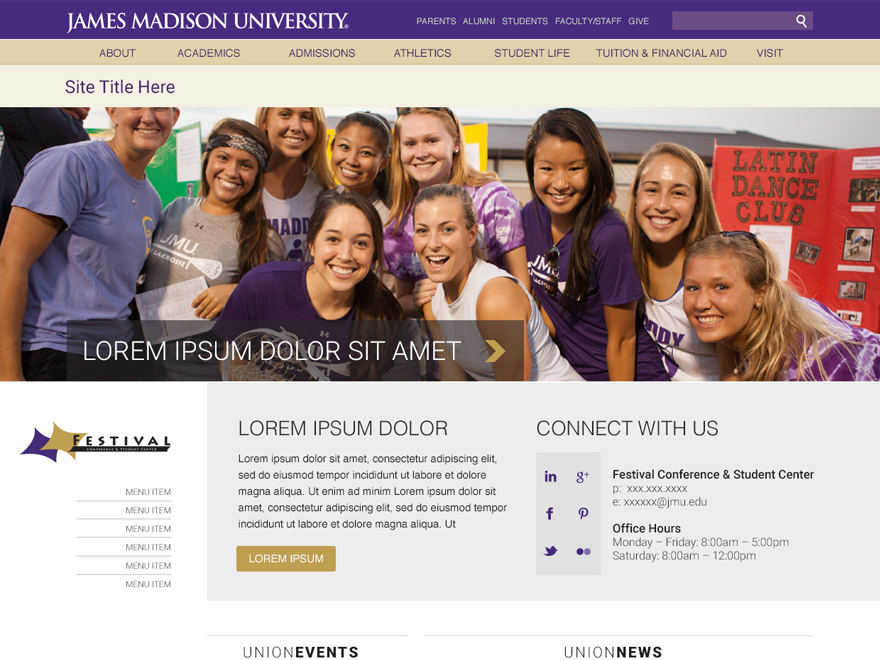 JAMES MADISON UNIVERSITY®
PARENTS ALUMNI STUDENTS FACULTY/STAFF GIVE
ABOUT ACADEMICS ADMISSIONS ATHLETICS STUDENT LIFE TUITION & FINANCIAL AID VISIT
Site Title Here
LATIN
DANCE
CLUB
JMU
LACROSSE
JMU
LOREM IPSUM DOLOR SIT AMET
FESTIVAL
CONFERENCE & STUDENT CENTER
MENU ITEM
MENU ITEM
MENU ITEM
MENU ITEM
MENU ITEM
MENU ITEM
LOREM IPSUM DOLOR
Lorem ipsum dolor sit amet, consectetur adipiscing elit,
sed do eiusmod tempor incididunt ut labore et dolore
magna aliqua. Ut enim ad minim Lorem ipsum dolor sit
amet, consectetur adipiscing elit, sed do eiusmod tempor
incididunt ut labore et dolore magna aliqua. Ut
LOREM IPSUM
CONNECT WITH US
in g+
f
Festival Conference & Student Center
p: xxx.xxx.xxxx
e: xxxxxx@jmu.edu
Office Hours
Monday – Friday: 8:00am – 5:00pm
Saturday: 8:00am – 12:00pm
UNIONEVENTS
UNIONNEWS